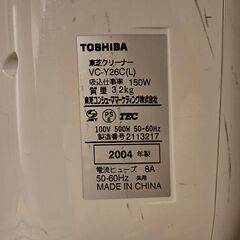 TOSHIBA
東芝クリーナー
VC-Y26C(L)
吸込仕事率 150W
質量 3.2kg
東芝コンシューママーケティング(株)
PS E TEC
100V 500W 50-60Hz
製造番号 2113217
2004 年製
電流ヒューズ 8A
50-60Hz 共用
MADE IN CHINA